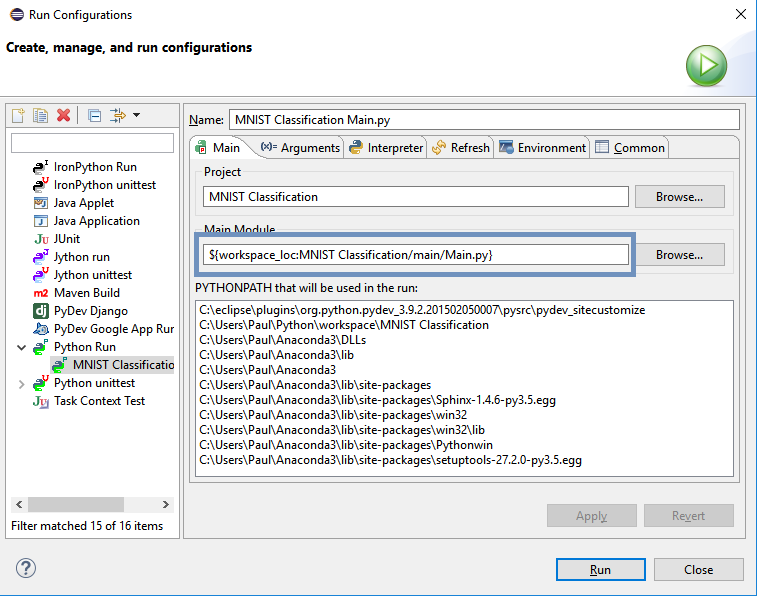 Run Configurations
Create, manage, and run configurations
Name: MNIST Classification Main.py
Main (x)= Arguments Interpreter Refresh Environment Common
Project
MNIST Classification Browse...
Main Module
${workspace_loc:MNIST Classification/main/Main.py} Browse...
PYTHONPATH that will be used in the run:
C:\eclipse\plugins\org.python.pydev_3.9.2.201502050007\pysrc\pydev_sitecustomize
C:\Users\Paul\Python\workspace\MNIST Classification
C:\Users\Paul\Anaconda3\DLLs
C:\Users\Paul\Anaconda3\lib
C:\Users\Paul\Anaconda3
C:\Users\Paul\Anaconda3\lib\site-packages
C:\Users\Paul\Anaconda3\lib\site-packages\Sphinx-1.4.6-py3.5.egg
C:\Users\Paul\Anaconda3\lib\site-packages\win32
C:\Users\Paul\Anaconda3\lib\site-packages\win32\lib
C:\Users\Paul\Anaconda3\lib\site-packages\Pythonwin
C:\Users\Paul\Anaconda3\lib\site-packages\setuptools-27.2.0-py3.5.egg
IronPython Run
IronPython unittest
Java Applet
Java Application
Ju JUnit
Jython run
Jython unittest
m2 Maven Build
dj PyDev Django
PyDev Google App Run
Python Run
MNIST Classificatio
Python unittest
Ju Task Context Test
Filter matched 15 of 16 items
Apply Revert
? Run Close